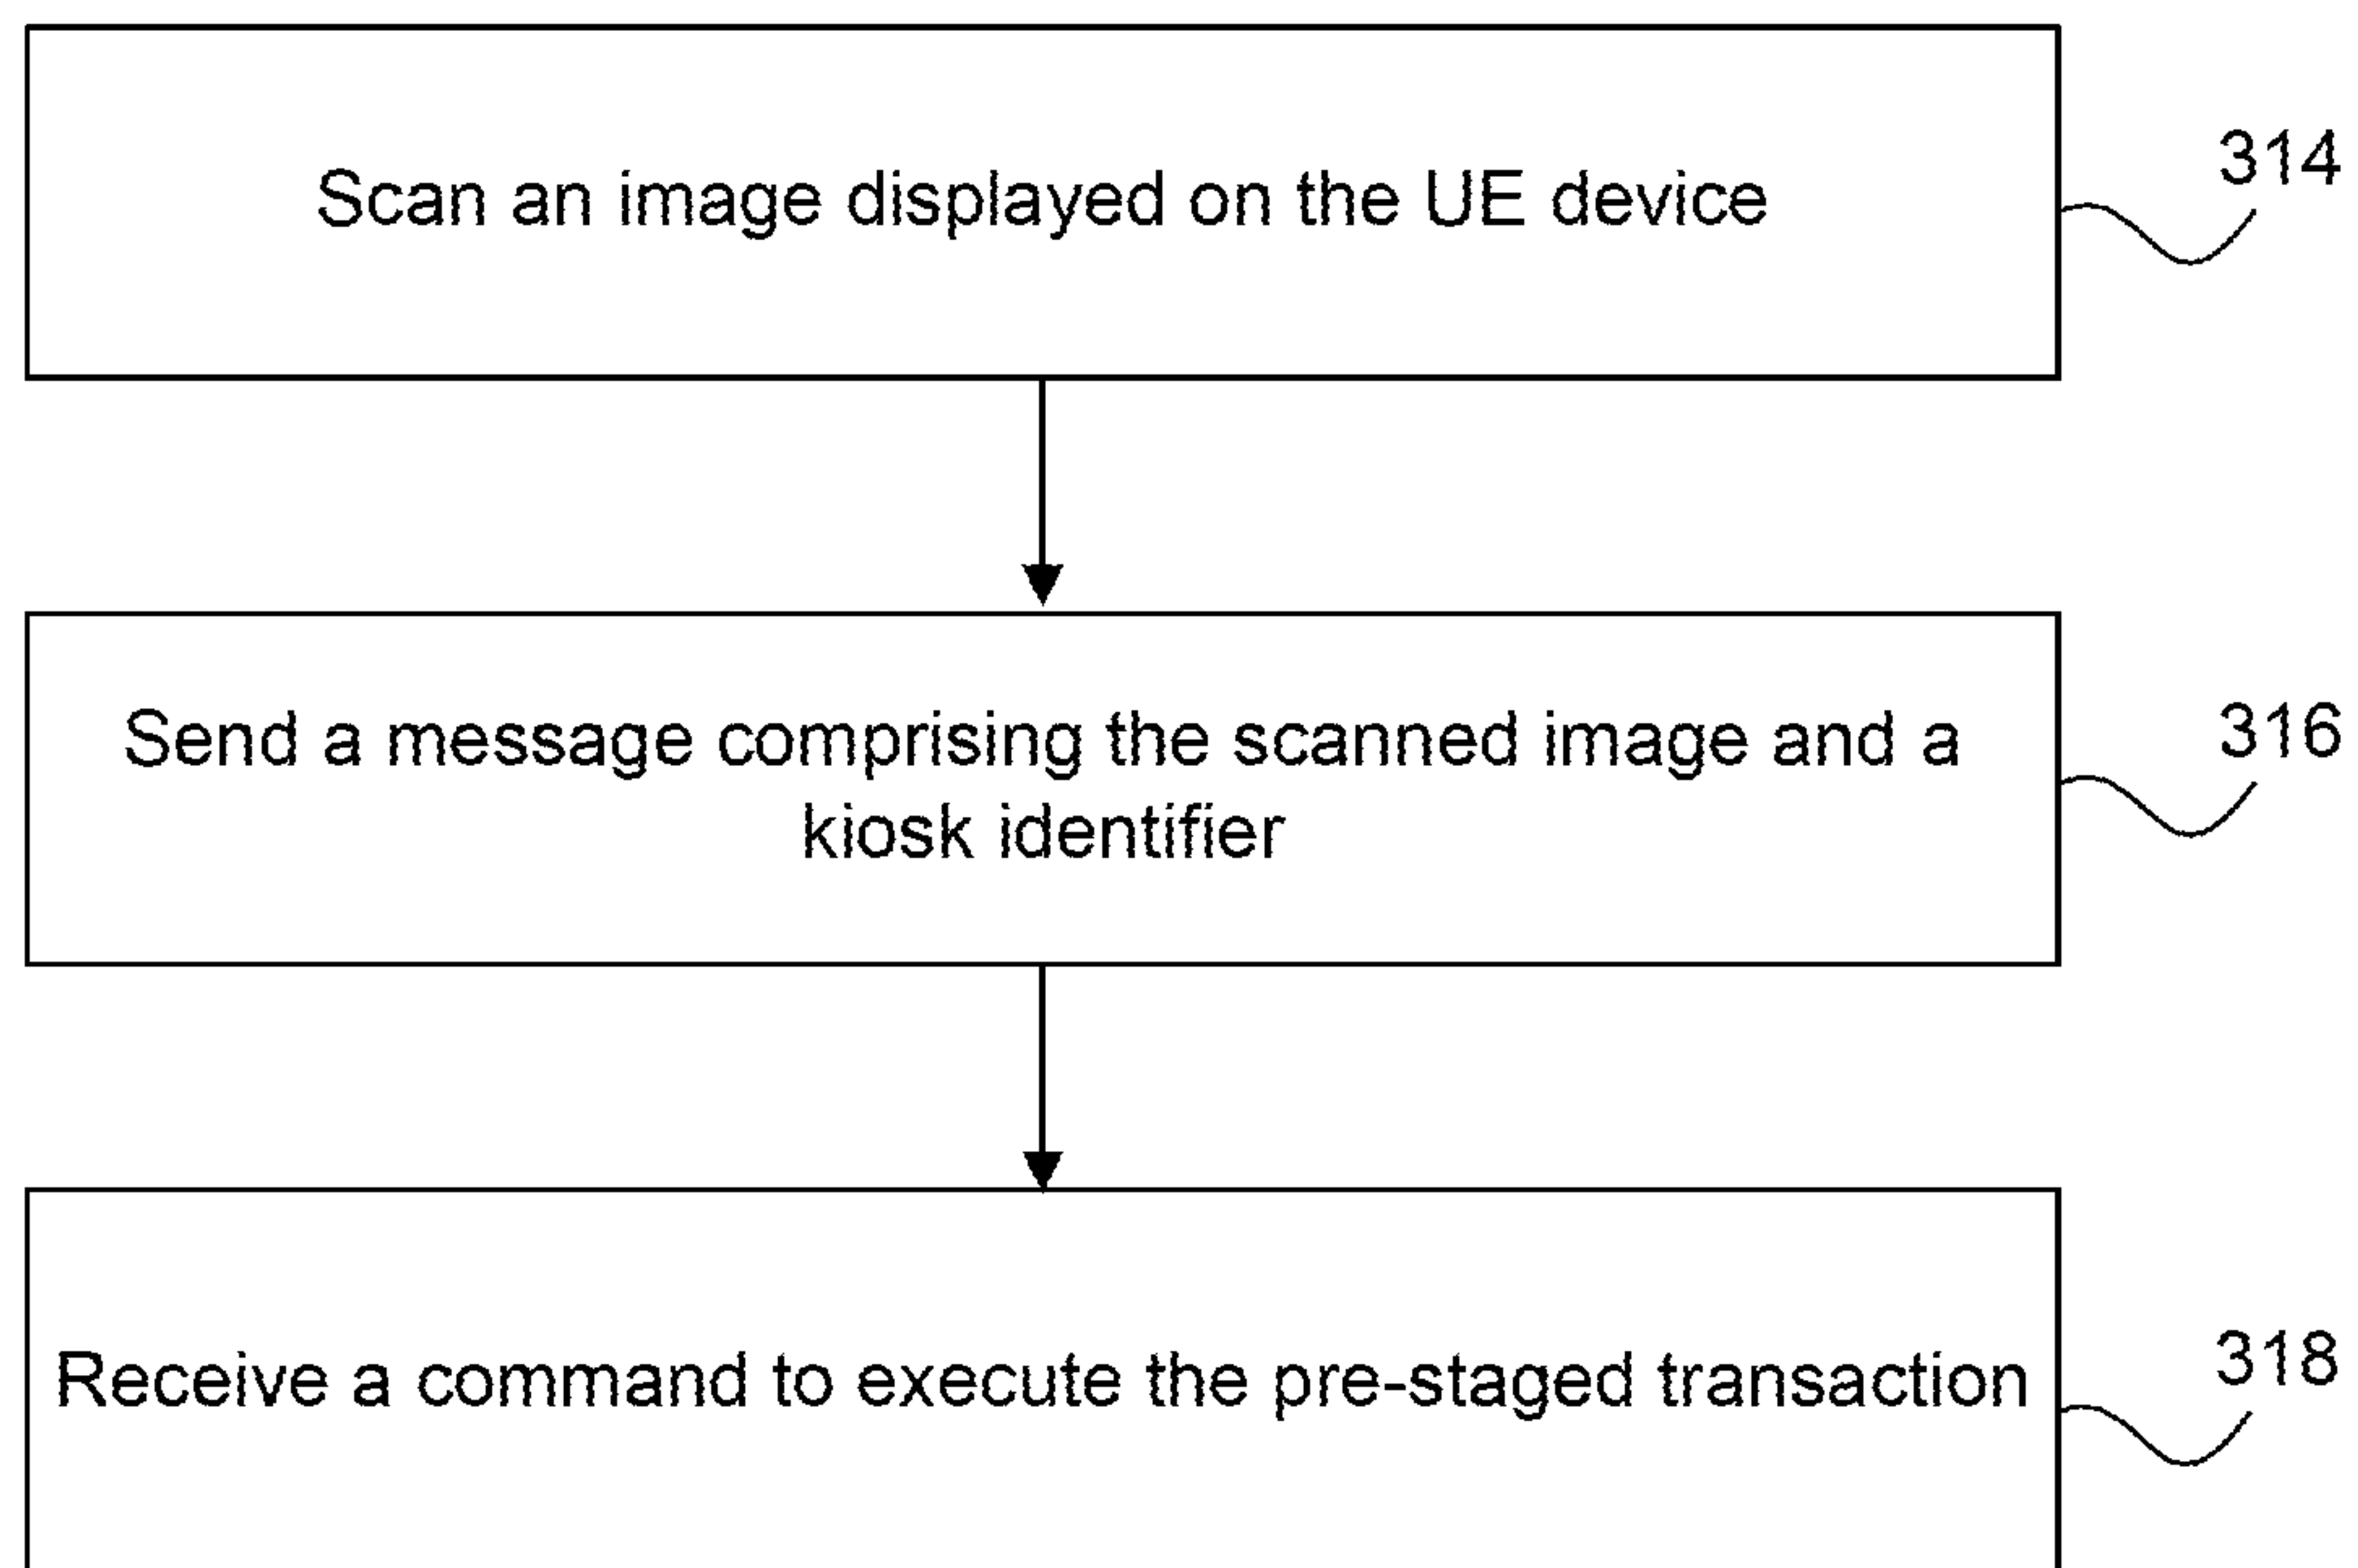 Scan an image displayed on the UE device
314
Send a message comprising the scanned image and a
kiosk identifier
316
Receive a command to execute the pre-staged transaction
318